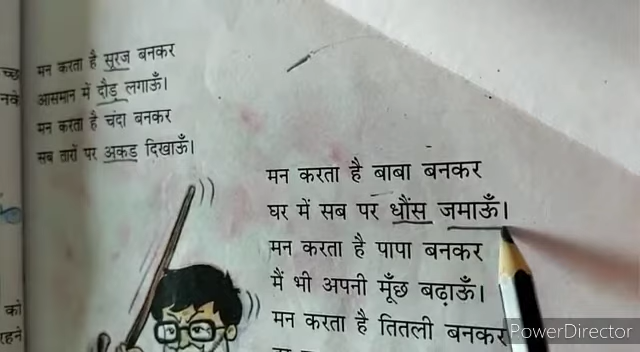 मन करता है सूरज बनकर
आसमान में दौड़ लगाऊँ।
मन करता है चंदा बनकर
सब तारों पर अकड़ दिखाऊँ।
मन करता है बाबा बनकर
घर में सब पर धौंस जमाऊँ।
मन करता है पापा बनकर
मैं भी अपनी मूँछ बढ़ाऊँ।
मन करता है तितली बनकर
को
PowerDirector